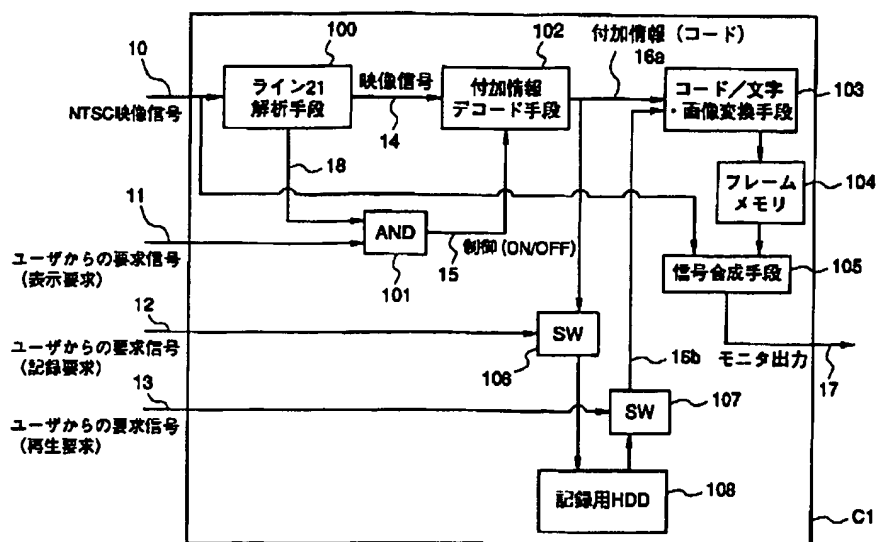 100
102
付加情報（コード）
16a
10
ライン21
解析手段
映像信号
14
付加情報
デコード手段
コード／文字
・画像変換手段
103
NTSC映像信号
18
フレーム
メモリ
104
11
AND
101
15
制御(ON/OFF)
信号合成手段
105
ユーザからの要求信号
（表示要求）
12
SW
106
16b
モニタ出力
17
ユーザからの要求信号
（記録要求）
13
SW
107
ユーザからの要求信号
（再生要求）
記録用HDD
108
C1